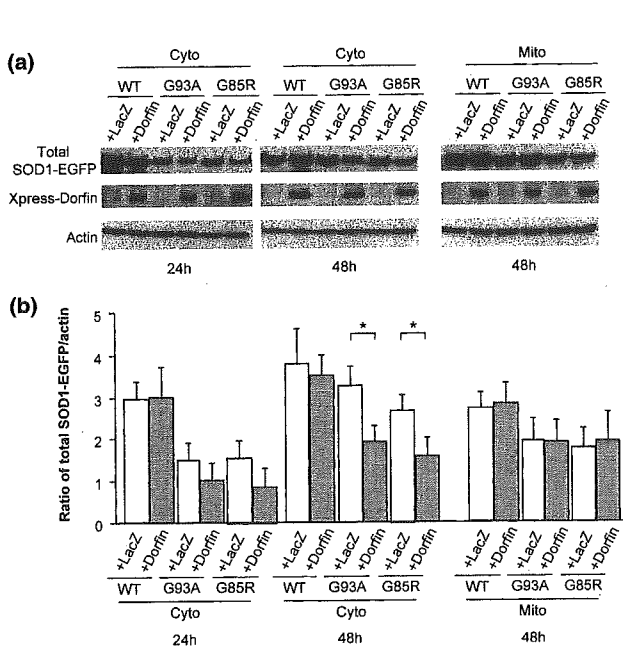 (a)
Cyto Cyto Mito
WT G93A G85R WT G93A G85R WT G93A G85R
+LacZ +Dorfin +LacZ +Dorfin +LacZ +Dorfin +LacZ +Dorfin +LacZ +Dorfin +LacZ +Dorfin +LacZ +Dorfin +LacZ +Dorfin +LacZ +Dorfin
Total
SOD1-EGFP
Xpress-Dorfin
Actin
24h 48h 48h
(b)
Ratio of total SOD1-EGFP/actin
5
4
3
2
1
0
* *
+LacZ +Dorfin +LacZ +Dorfin +LacZ +Dorfin +LacZ +Dorfin +LacZ +Dorfin +LacZ +Dorfin +LacZ +Dorfin +LacZ +Dorfin +LacZ +Dorfin
WT G93A G85R WT G93A G85R WT G93A G85R
Cyto Cyto Mito
24h 48h 48h